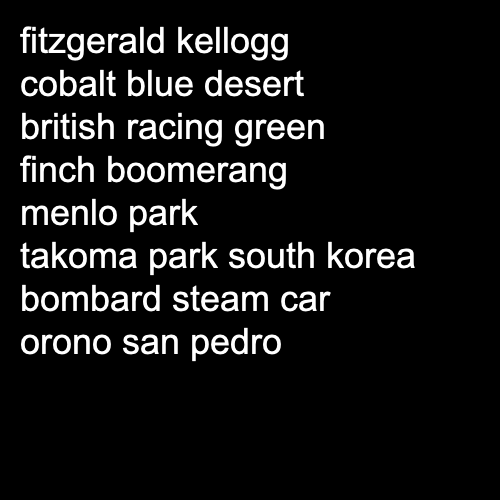 fitzgerald kellogg
cobalt blue desert
british racing green
finch boomerang
menlo park
takoma park south korea
bombard steam car
orono san pedro